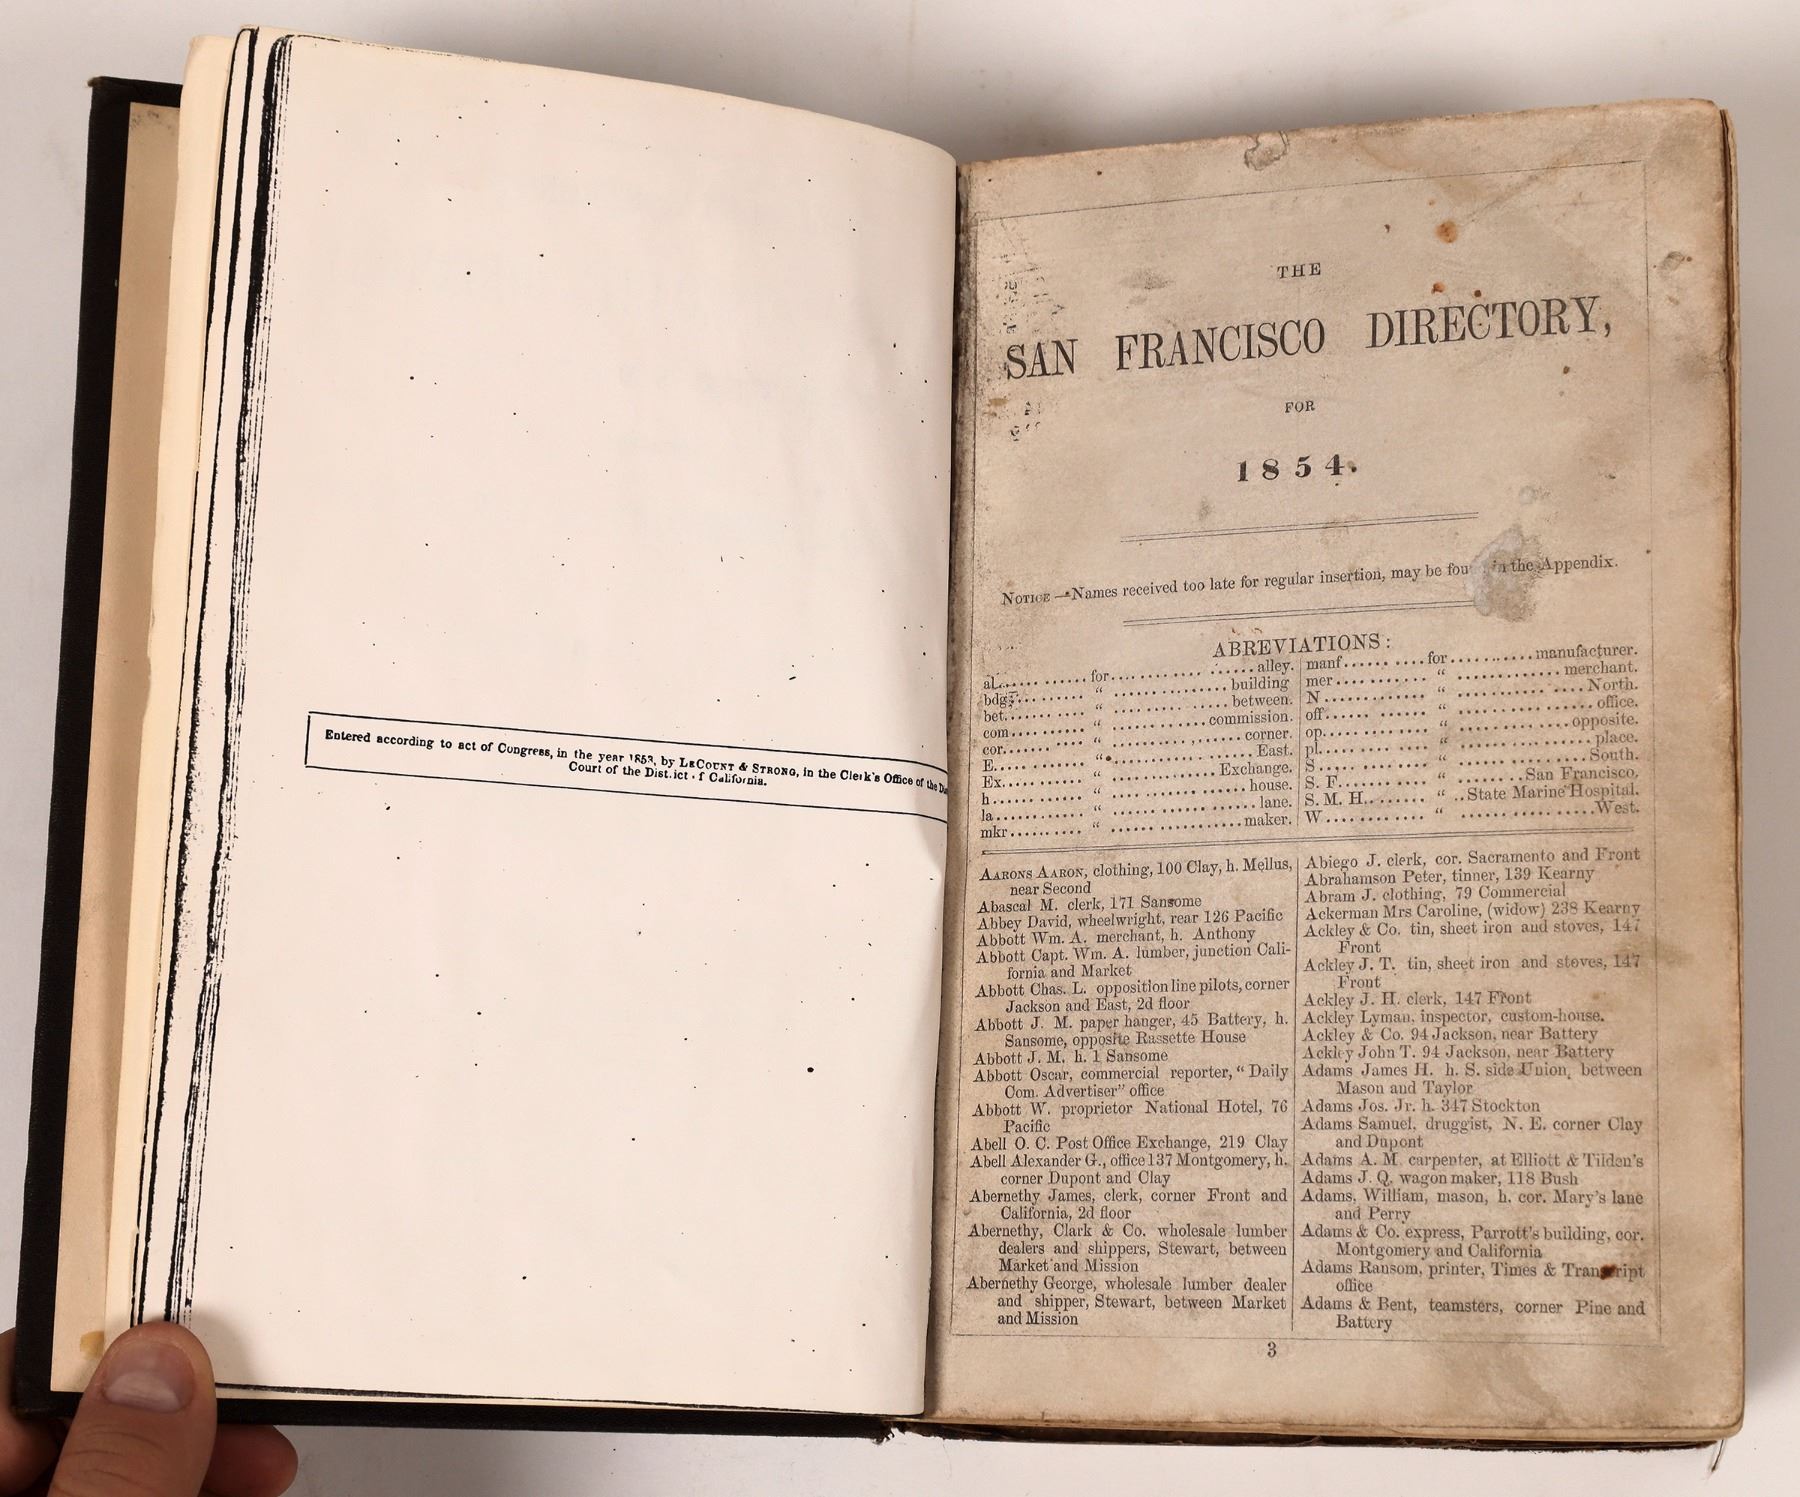 Entered according to act of Congress, in the year 1853, by LECOUNT & STRONG, in the Clerk's Office of the
Court of the District of California.
THE
SAN FRANCISCO DIRECTORY,
FOR
1854.
NOTICE—Names received too late for regular insertion, may be in the Appendix.
ABREVIATIONS:
al............for............alley.
bdg............“............building
bet............“............between.
com............“............commission.
cor............“............corner.
E............“............East.
Ex............“............Exchange.
h............“............house.
la............“............lane.
mkr............“............maker.
manf............for............manufacturer.
mer............“............merchant.
N............“............North.
off............“............office.
op............“............opposite.
pl............“............place.
S............“............South.
S. F............“............San Francisco.
S. M. H........“..State Marine Hospital.
W............“............West.
AARONS AARON, clothing, 100 Clay, h. Mellus,
near Second
Abascal M. clerk, 171 Sansome
Abbey David, wheelwright, rear 126 Pacific
Abbott Wm. A. merchant, h. Anthony
Abbott Capt. Wm. A. lumber, junction Cali-
fornia and Market
Abbott Chas. L. opposition line pilots, corner
Jackson and East, 2d floor
Abbott J. M. paper hanger, 45 Battery, h.
Sansome, opposite Rassette House
Abbott J. M. h. 1 Sansome
Abbott Oscar, commercial reporter, “Daily
Com. Advertiser” office
Abbott W. proprietor National Hotel, 76
Pacific
Abell O. C. Post Office Exchange, 219 Clay
Abell Alexander G., office 137 Montgomery, h.
corner Dupont and Clay
Abernethy James, clerk, corner Front and
California, 2d floor
Abernethy, Clark & Co. wholesale lumber
dealers and shippers, Stewart, between
Market and Mission
Abernethy George, wholesale lumber dealer
and shipper, Stewart, between Market
and Mission
Abiego J. clerk, cor. Sacramento and Front
Abrahamson Peter, tinner, 139 Kearny
Abram J. clothing, 79 Commercial
Ackerman Mrs Caroline, (widow) 238 Kearny
Ackley & Co. tin, sheet iron and stoves, 147
Front
Ackley J. T. tin, sheet iron and stoves, 147
Front
Ackley J. H. clerk, 147 Front
Ackley Lyman, inspector, custom-house.
Ackley & Co. 94 Jackson, near Battery
Ackley John T. 94 Jackson, near Battery
Adams James H. h. S. side Union, between
Mason and Taylor
Adams Jos. Jr. h. 347 Stockton
Adams Samuel, druggist, N. E. corner Clay
and Dupont
Adams A. M. carpenter, at Elliott & Tilden's
Adams J. Q. wagon maker, 118 Bush
Adams, William, mason, h. cor. Mary's lane
and Perry
Adams & Co. express, Parrott's building, cor.
Montgomery and California
Adams Ransom, printer, Times & Transcript
office
Adams & Bent, teamsters, corner Pine and
Battery
3